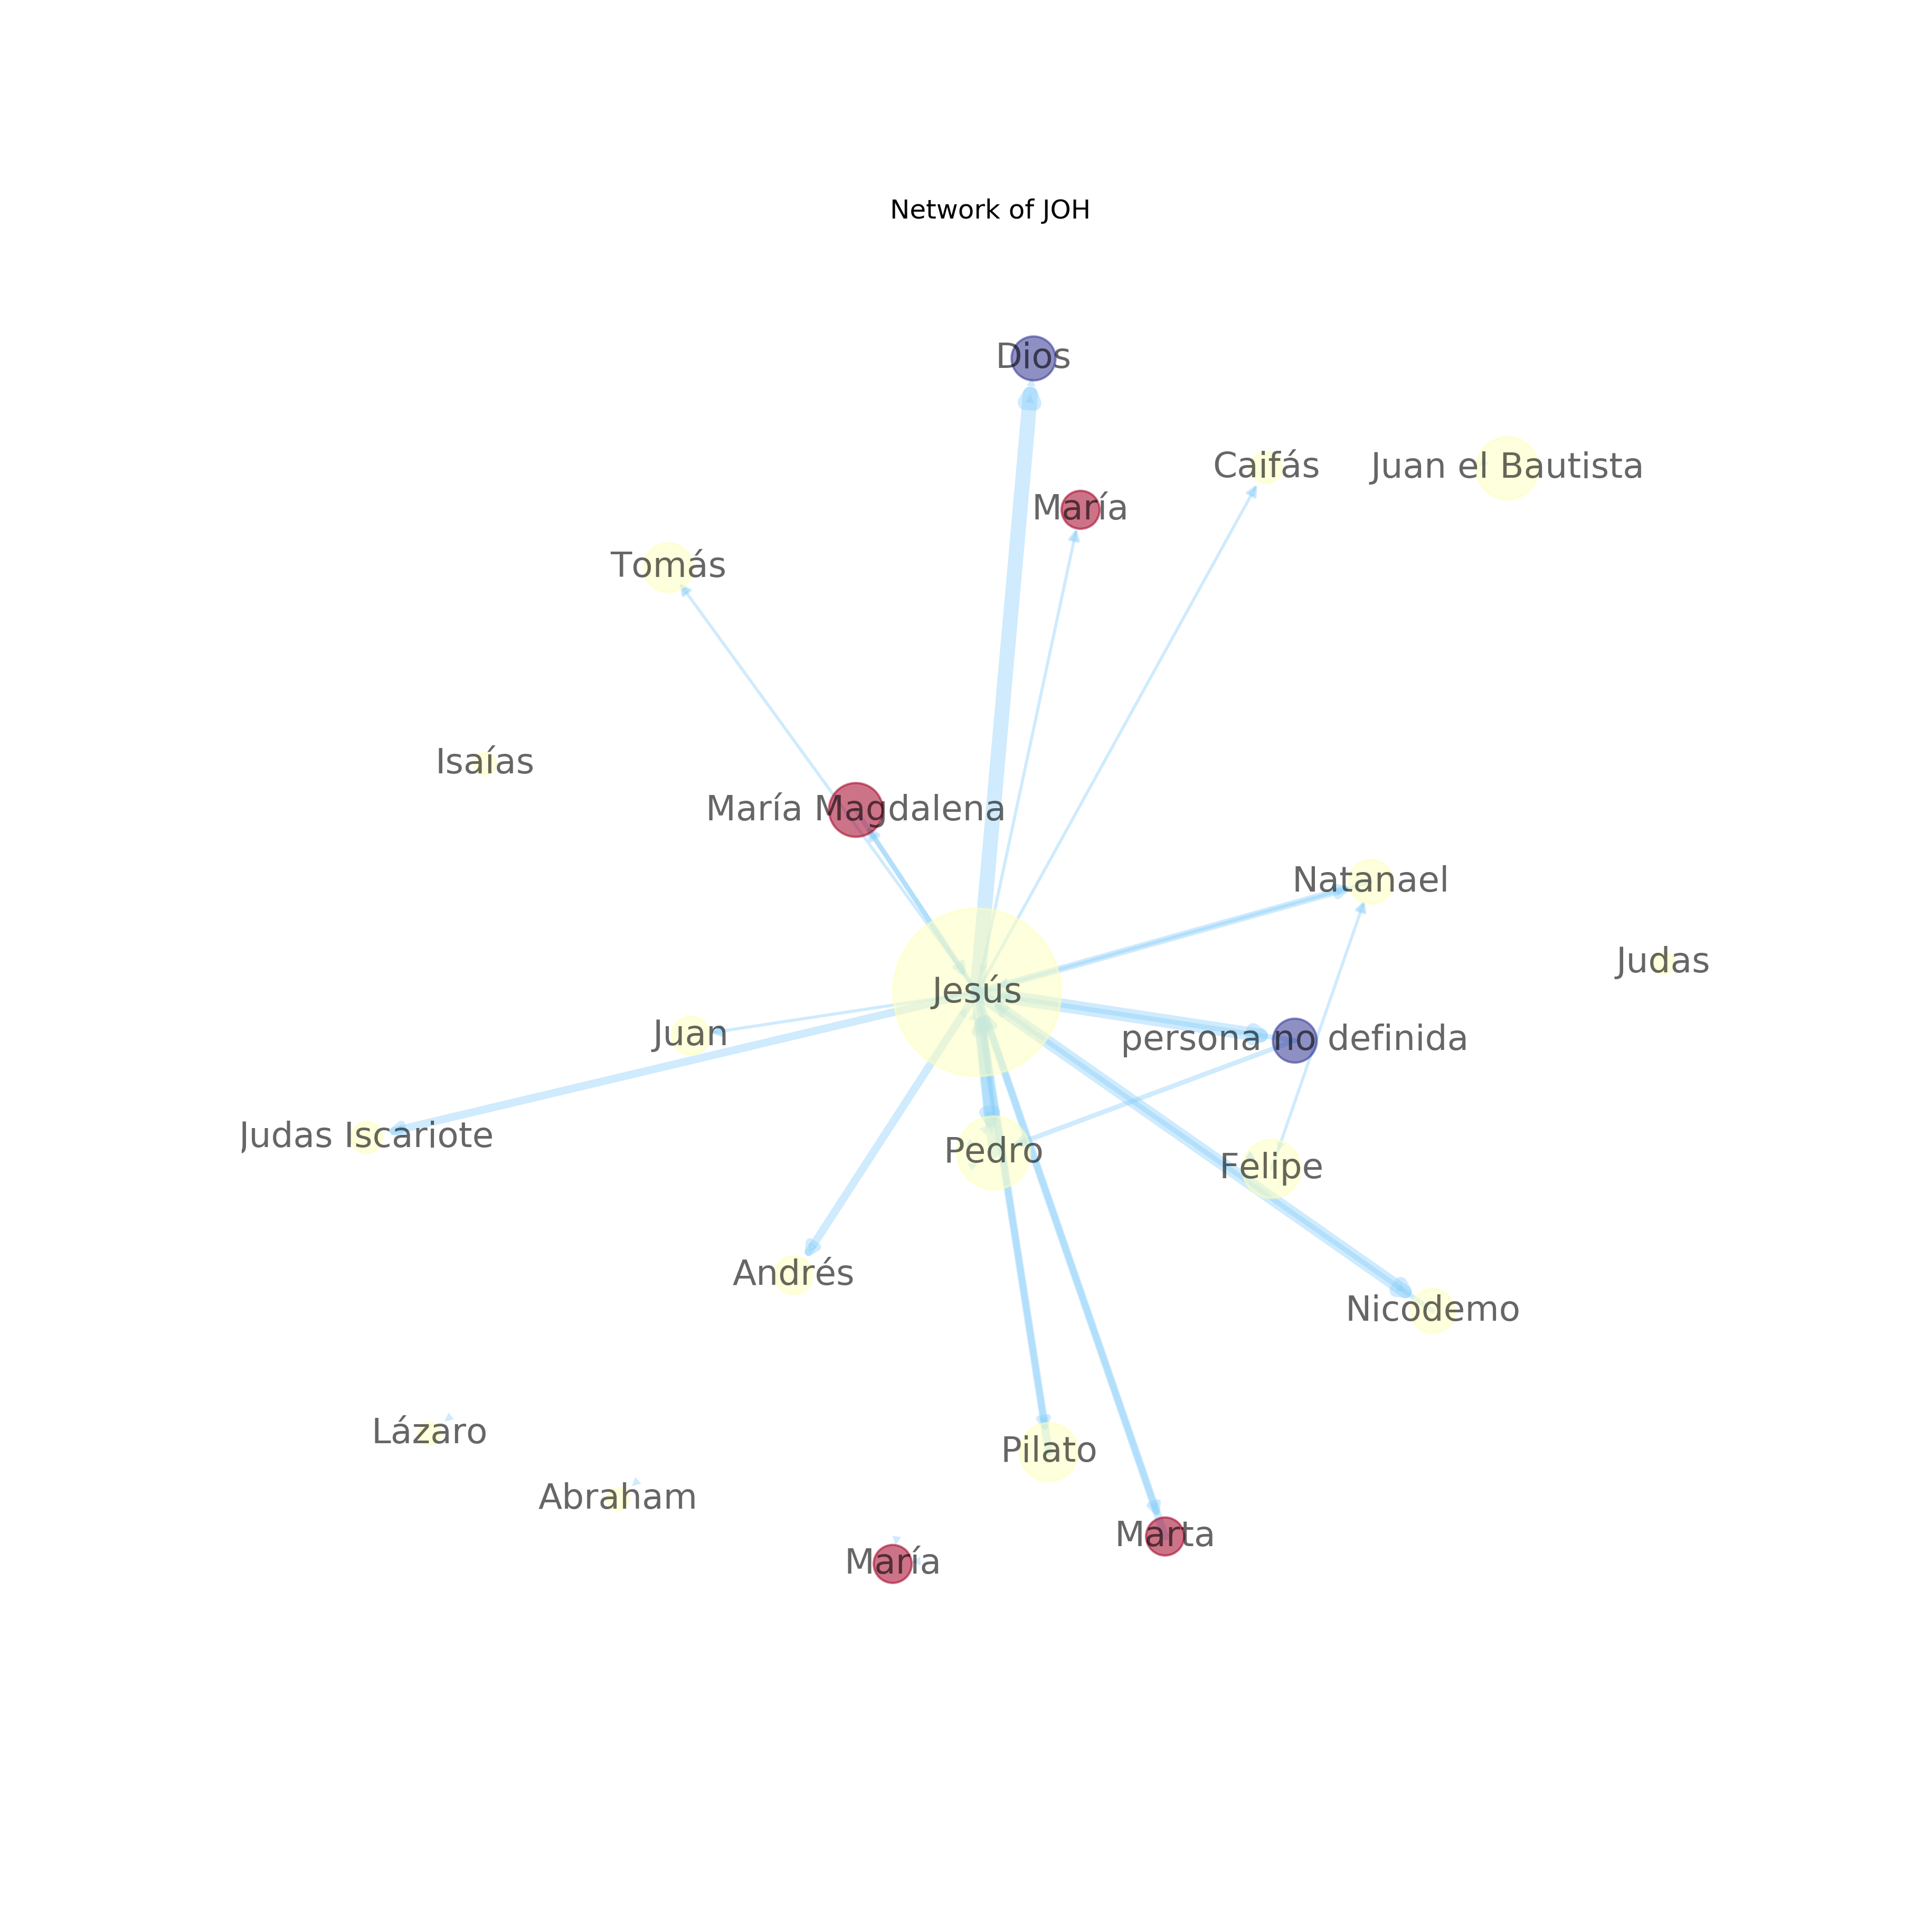 Network of JOH
Dios
Caifás
Juan el Bautista
María
Tomás
Isaías
María Magdalena
Natanael
Judas
Jesús
Juan
persona no definida
Judas Iscariote
Pedro
Felipe
Andrés
Nicodemo
Lázaro
Pilato
Abraham
Marta
María